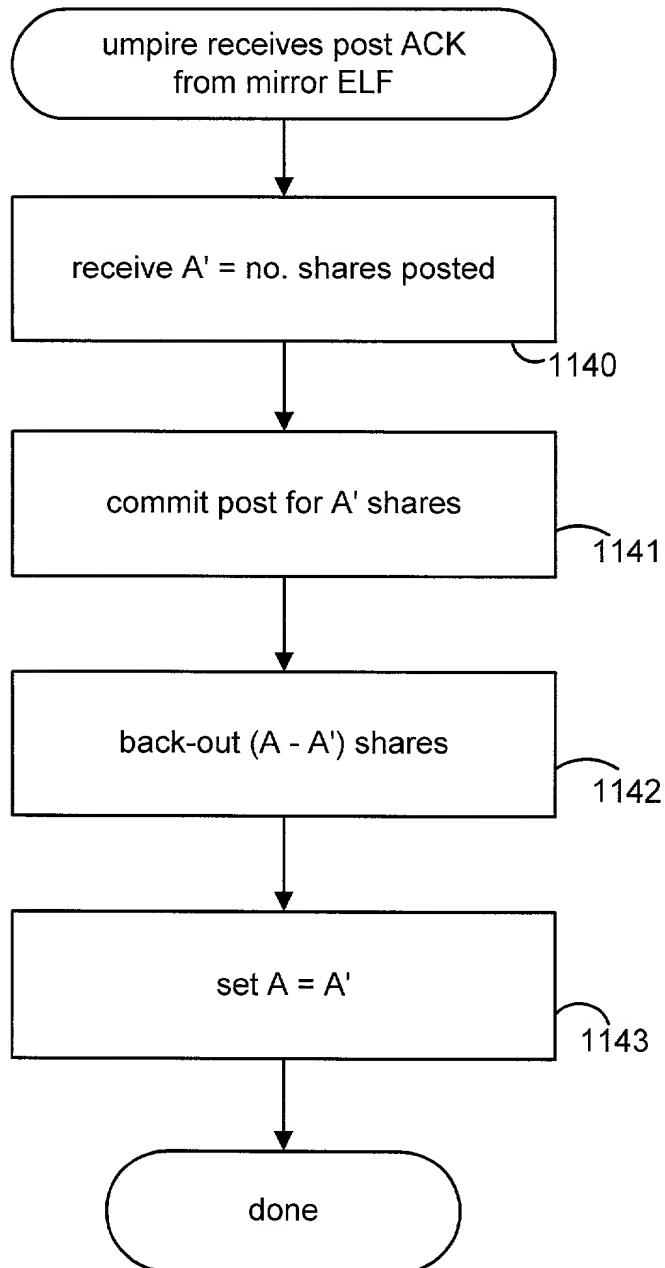 umpire receives post ACK
from mirror ELF
receive A' = no. shares posted
1140
commit post for A' shares
1141
back-out (A - A') shares
1142
set A = A'
1143
done